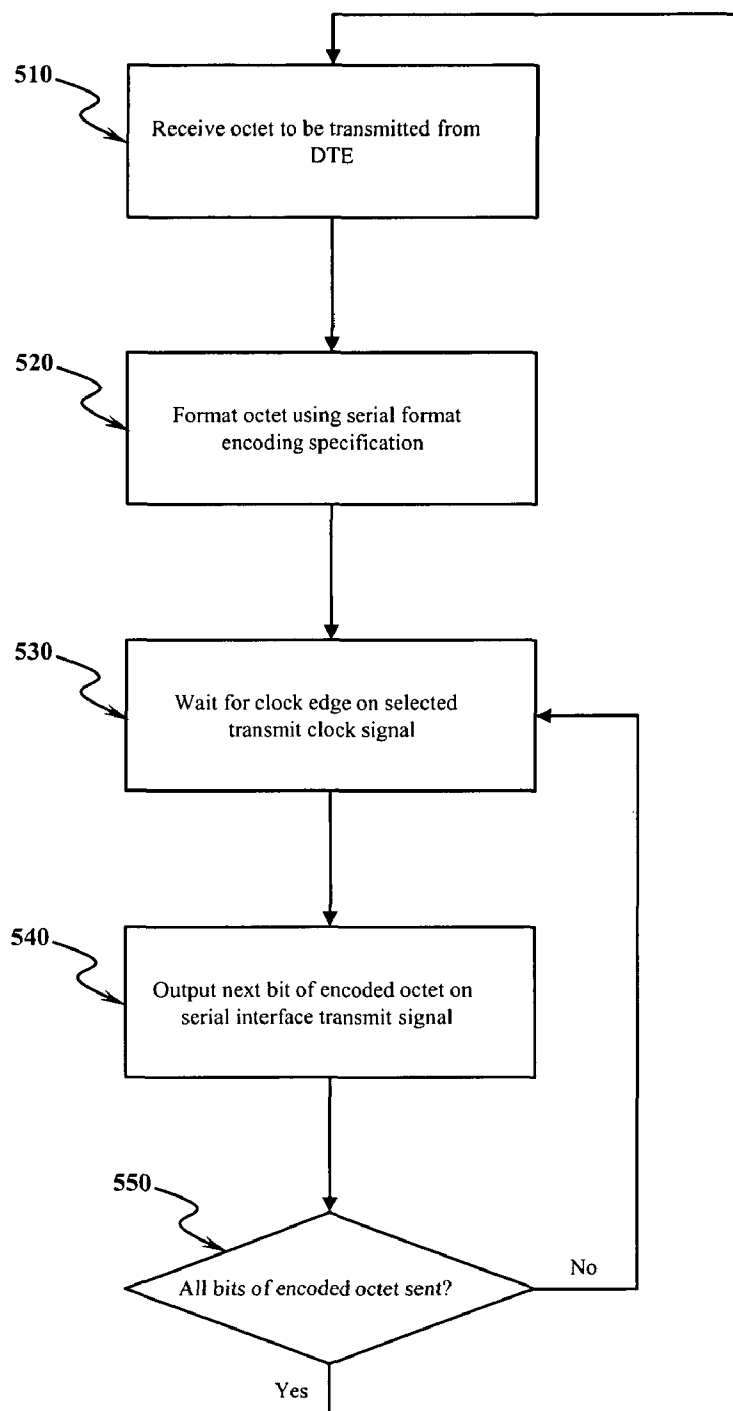 510
Receive octet to be transmitted from
DTE
520
Format octet using serial format
encoding specification
530
Wait for clock edge on selected
transmit clock signal
540
Output next bit of encoded octet on
serial interface transmit signal
550
All bits of encoded octet sent?
No
Yes